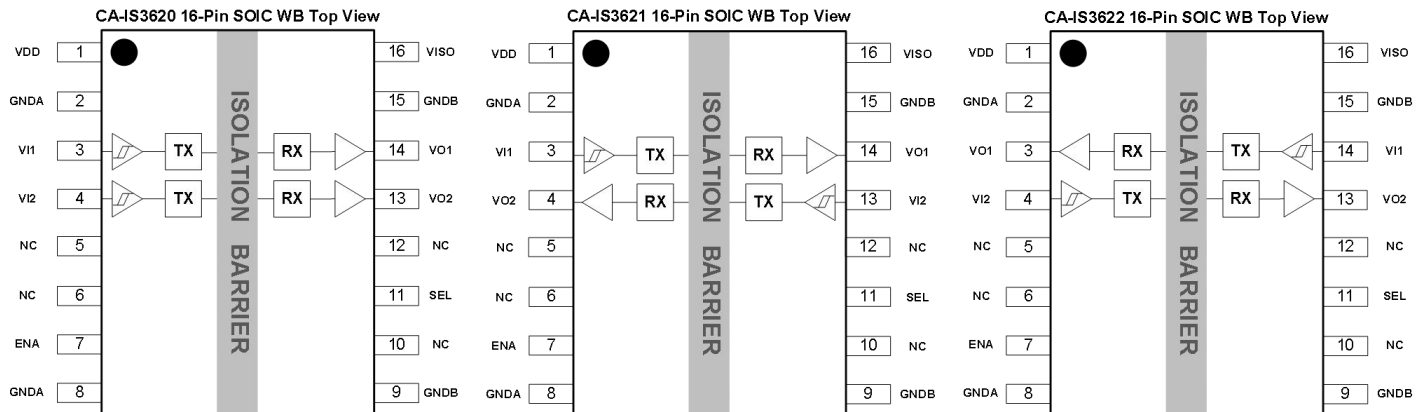 CA-IS3620 16-Pin SOIC WB Top View
VDD 1 16 VISO
GNDA 2 15 GNDB
VI1 3 TX RX 14 VO1
VI2 4 TX RX 13 VO2
NC 5 12 NC
NC 6 11 SEL
ENA 7 10 NC
GNDA 8 9 GNDB
ISOLATION BARRIER
CA-IS3621 16-Pin SOIC WB Top View
VDD 1 16 VISO
GNDA 2 15 GNDB
VI1 3 TX RX 14 VO1
VO2 4 RX TX 13 VI2
NC 5 12 NC
NC 6 11 SEL
ENA 7 10 NC
GNDA 8 9 GNDB
ISOLATION BARRIER
CA-IS3622 16-Pin SOIC WB Top View
VDD 1 16 VISO
GNDA 2 15 GNDB
VO1 3 RX TX 14 VI1
VI2 4 TX RX 13 VO2
NC 5 12 NC
NC 6 11 SEL
ENA 7 10 NC
GNDA 8 9 GNDB
ISOLATION BARRIER